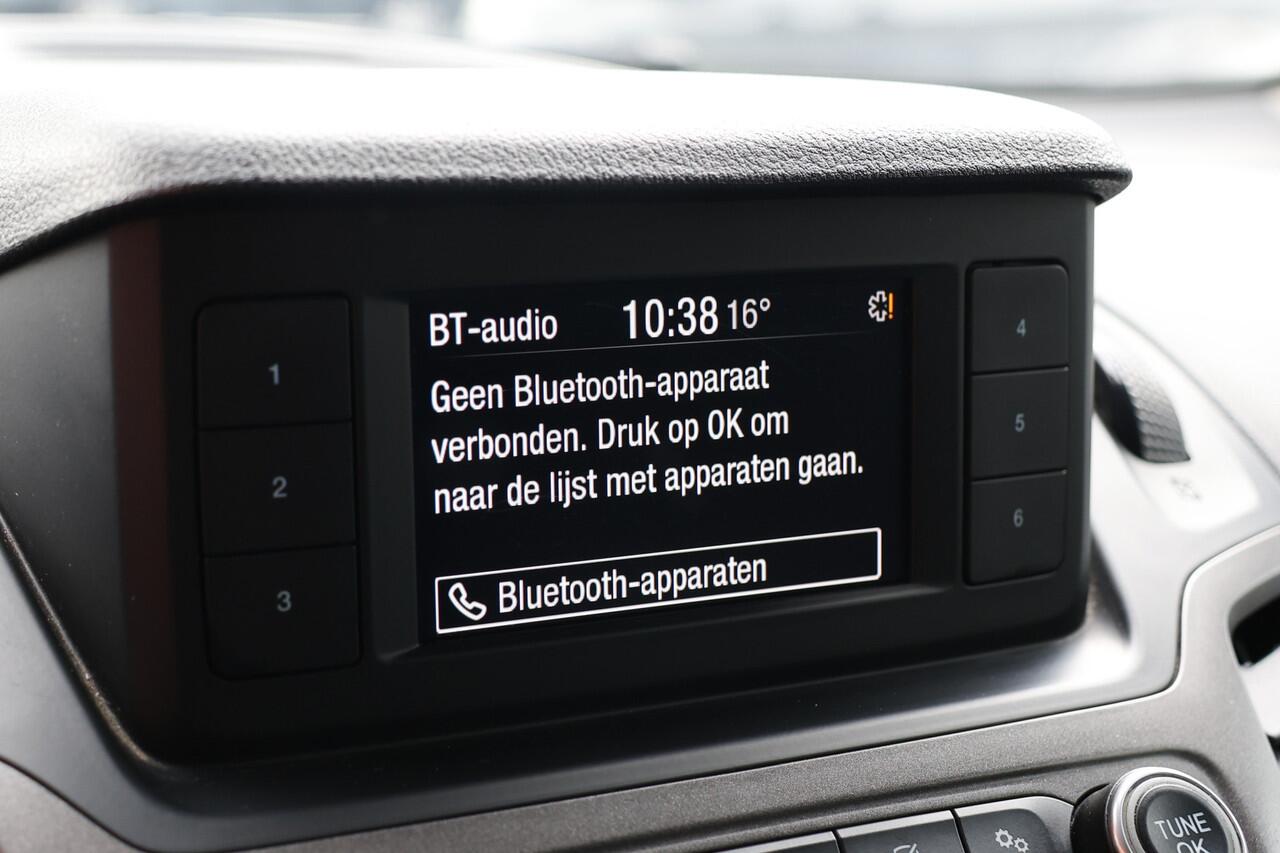 BT-audio 10:38 16°
Geen Bluetooth-apparaat
verbonden. Druk op OK om
naar de lijst met apparaten gaan.
Bluetooth-apparaten
1
2
3
4
5
6
TUNE
OK